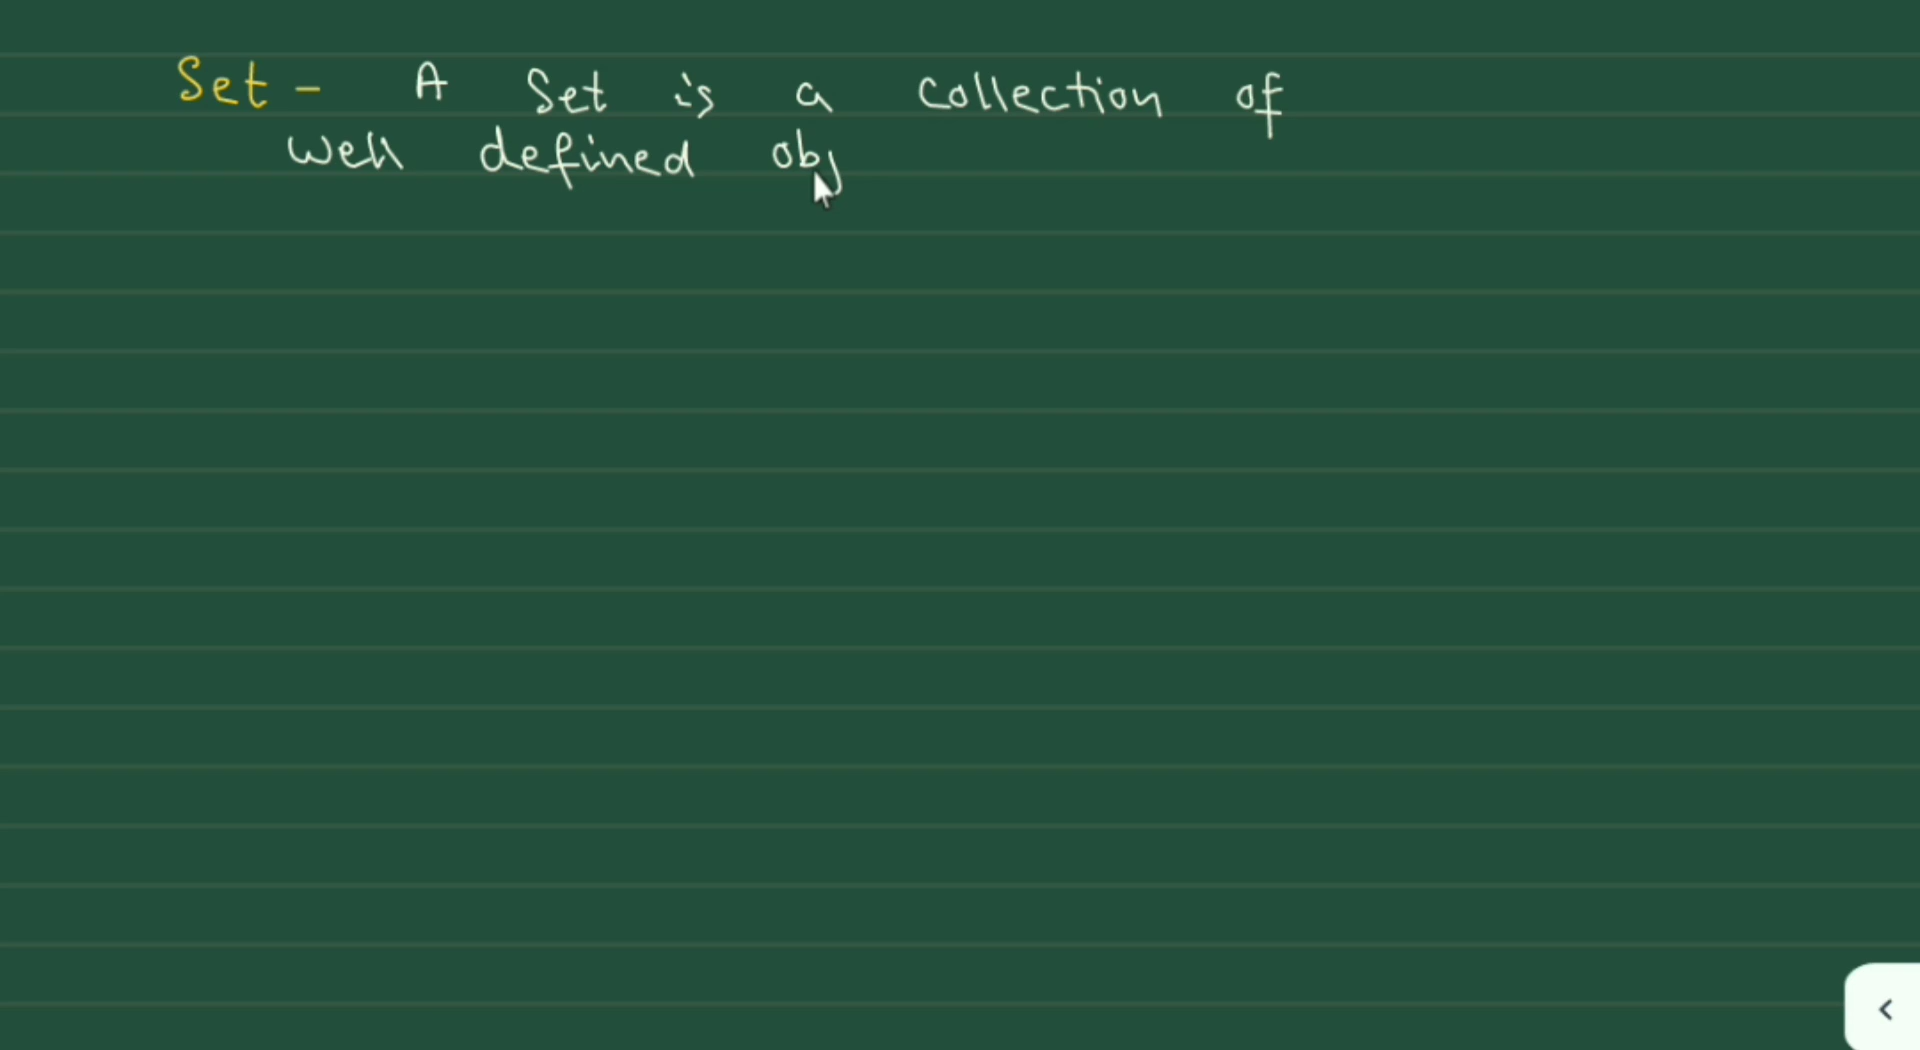 Set - A Set is a Collection of
Well defined obj